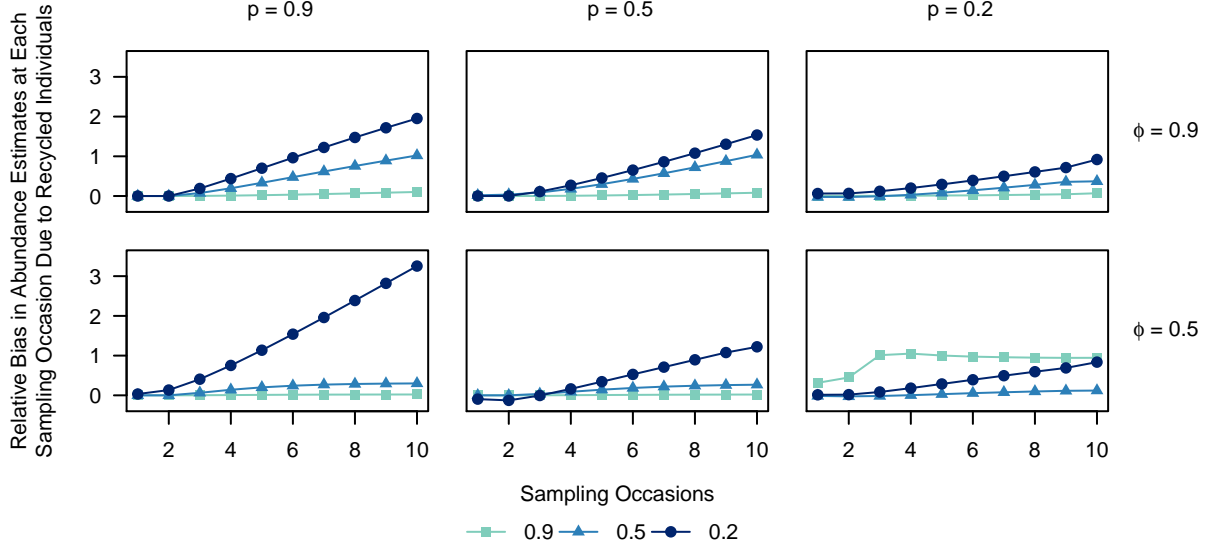 p = 0.9
p = 0.5
p = 0.2
Relative Bias in Abundance Estimates at Each
Sampling Occasion Due to Recycled Individuals
3
2
1
0
ϕ = 0.9
3
2
1
0
ϕ = 0.5
2 4 6 8 10
2 4 6 8 10
2 4 6 8 10
Sampling Occasions
0.9 0.5 0.2